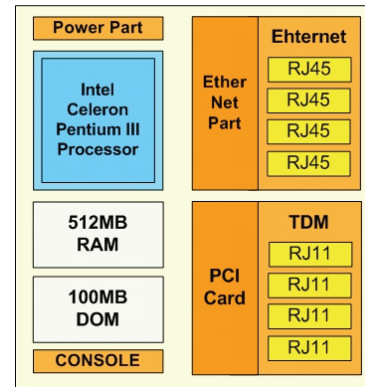 Power Part
Intel
Celeron
Pentium III
Processor
512MB
RAM
100MB
DOM
CONSOLE
Ether
Net
Part
Ehternet
RJ45
RJ45
RJ45
RJ45
PCI
Card
TDM
RJ11
RJ11
RJ11
RJ11